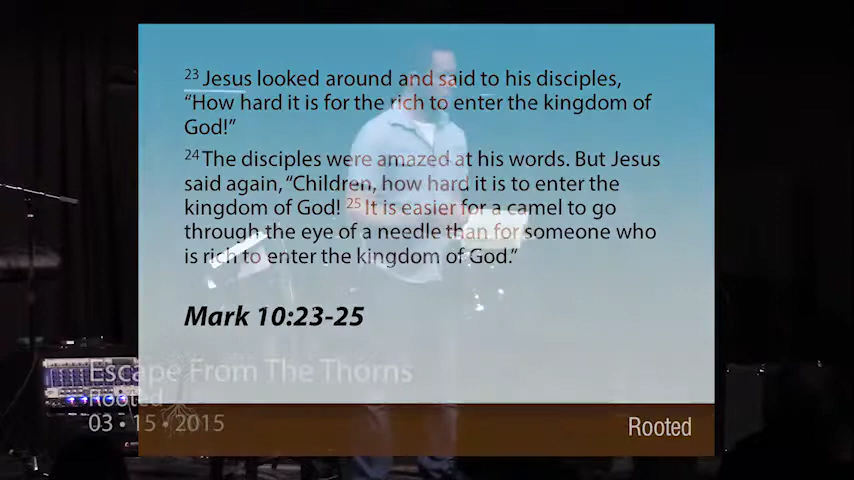 23 Jesus looked around and said to his disciples,
“How hard it is for the rich to enter the kingdom of
God!”
24 The disciples were amazed at his words. But Jesus
said again, “Children, how hard it is to enter the
kingdom of God! 25 It is easier for a camel to go
through the eye of a needle than for someone who
is rich to enter the kingdom of God.”
Mark 10:23-25
Escape From The Thorns
Rooted
03 • 15 • 2015
Rooted